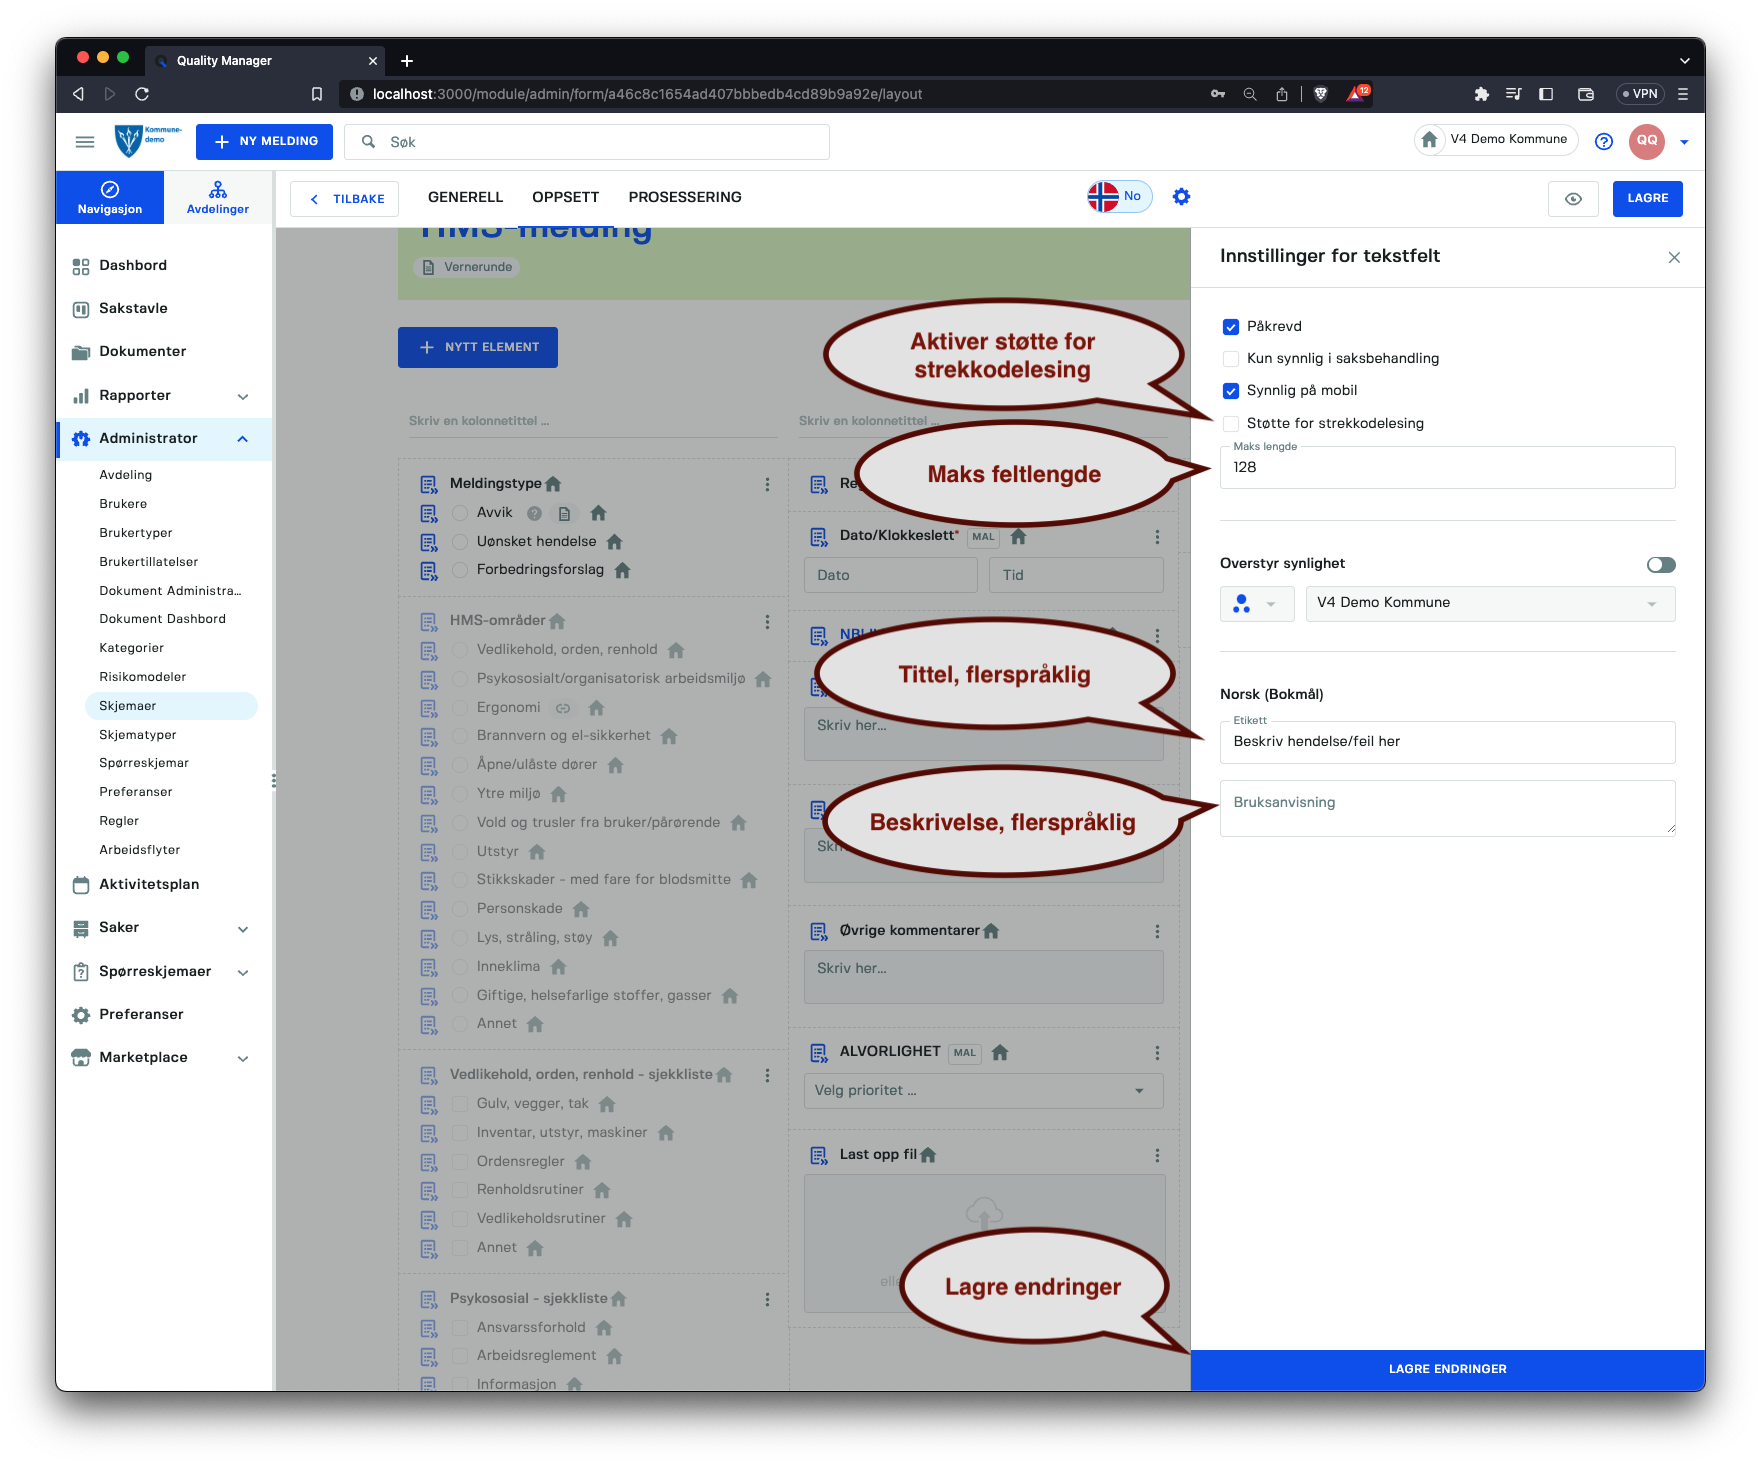 Quality Manager
localhost:3000/module/admin/form/a46c8c1654ad407bbbedb4cd89b9a92e/layout
12
VPN
Kommune-
demo
NY MELDING
Søk
V4 Demo Kommune
QQ
Navigasjon
Avdelinger
TILBAKE
GENERELL
OPPSETT
PROSESSERING
No
LAGRE
Dashbord
Sakstavle
Dokumenter
Rapporter
Administrator
Avdeling
Brukere
Brukertyper
Brukertillatelser
Dokument Administra...
Dokument Dashbord
Kategorier
Risikomodeler
Skjemaer
Skjematyper
Spørreskjemar
Preferanser
Regler
Arbeidsflyter
Aktivitetsplan
Saker
Spørreskjemaer
Preferanser
Marketplace
HMS-melding
Vernerunde
NYTT ELEMENT
Skriv en kolonnetittel ...
Meldingstype
Avvik
Uønsket hendelse
Forbedringsforslag
HMS-områder
Vedlikehold, orden, renhold
Psykososialt/organisatorisk arbeidsmiljø
Ergonomi
Brannvern og el-sikkerhet
Åpne/ulåste dører
Ytre miljø
Vold og trusler fra bruker/pårørende
Utstyr
Stikkskader - med fare for blodsmitte
Personskade
Lys, stråling, støy
Inneklima
Giftige, helsefarlige stoffer, gasser
Annet
Vedlikehold, orden, renhold - sjekkliste
Gulv, vegger, tak
Inventar, utstyr, maskiner
Ordensregler
Renholdsrutiner
Vedlikeholdsrutiner
Annet
Psykososial - sjekkliste
Ansvarssforhold
Arbeidsreglement
Informasjon
Skriv en kolonnetittel ...
Dato/Klokkeslett* MAL
Dato
Tid
Skriv her...
Øvrige kommentarer
Skriv her...
ALVORLIGHET MAL
Velg prioritet ...
Last opp fil
Aktiver støtte for
strekkodelesing
Maks feltlengde
Tittel, flerspråklig
Beskrivelse, flerspråklig
Lagre endringer
Innstillinger for tekstfelt
Påkrevd
Kun synnlig i saksbehandling
Synnlig på mobil
Støtte for strekkodelesing
Maks lengde
128
Overstyr synlighet
V4 Demo Kommune
Norsk (Bokmål)
Etikett
Beskriv hendelse/feil her
Bruksanvisning
LAGRE ENDRINGER